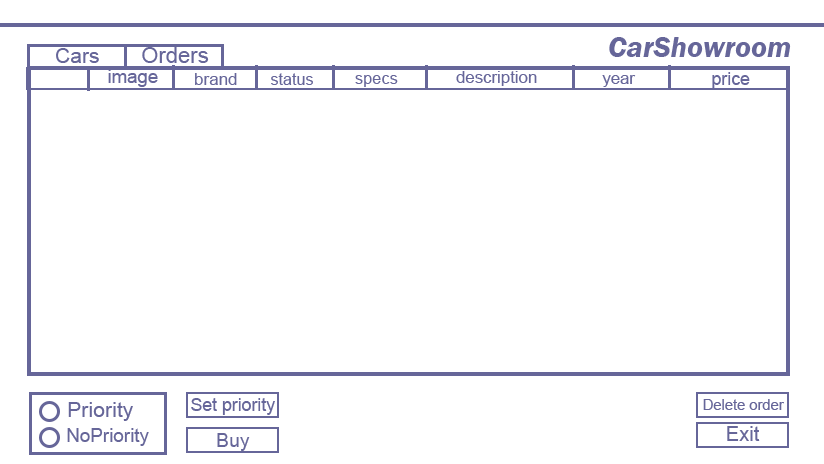 CarShowroom
Cars Orders
image brand status specs description year price
Priority
NoPriority
Set priority
Buy
Delete order
Exit